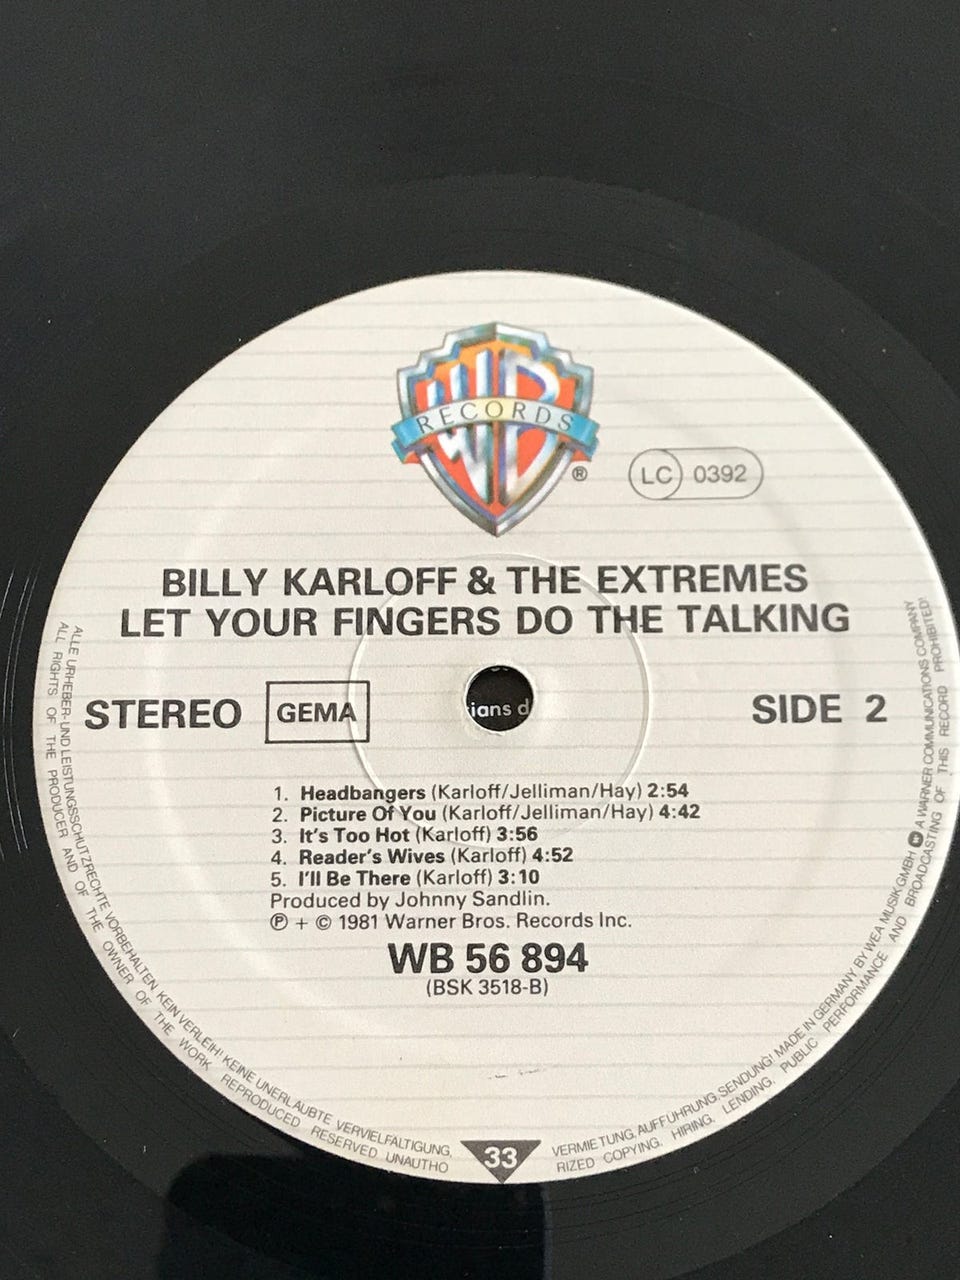 WB
RECORDS
®
LC 0392
BILLY KARLOFF & THE EXTREMES
LET YOUR FINGERS DO THE TALKING
STEREO GEMA SIDE 2
ians d
1. Headbangers (Karloff/Jelliman/Hay) 2:54
2. Picture Of You (Karloff/Jelliman/Hay) 4:42
3. It's Too Hot (Karloff) 3:56
4. Reader's Wives (Karloff) 4:52
5. I'll Be There (Karloff) 3:10
Produced by Johnny Sandlin.
℗ + © 1981 Warner Bros. Records Inc.
WB 56 894
(BSK 3518-B)
33
ALLE URHEBER- UND LEISTUNGSSCHUTZRECHTE VORBEHALTEN KEIN VERLEIH! KEINE UNERLAUBTE VERVIELFÄLTIGUNG, VERMIETUNG, AUFFÜHRUNG, SENDUNG! MADE IN GERMANY BY WEA MUSIK GMBH A WARNER COMMUNICATIONS COMPANY
ALL RIGHTS OF THE PRODUCER AND OF THE OWNER OF THE WORK REPRODUCED RESERVED UNAUTHORIZED COPYING. HIRING. LENDING. PUBLIC PERFORMANCE AND BROADCASTING OF THIS RECORD PROHIBITED!